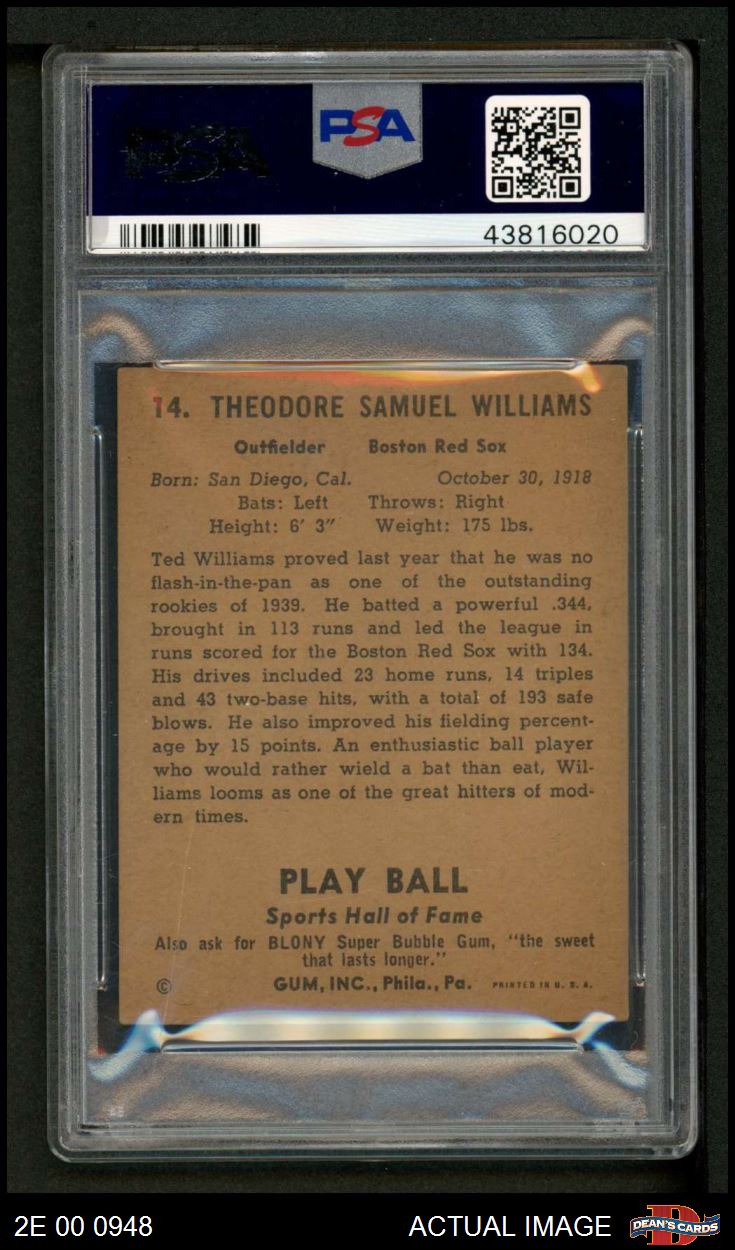 PSA
PSA
43816020
14. THEODORE SAMUEL WILLIAMS
Outfielder Boston Red Sox
Born: San Diego, Cal. October 30, 1918
Bats: Left Throws: Right
Height: 6' 3" Weight: 175 lbs.
Ted Williams proved last year that he was no
flash-in-the-pan as one of the outstanding
rookies of 1939. He batted a powerful .344,
brought in 113 runs and led the league in
runs scored for the Boston Red Sox with 134.
His drives included 23 home runs, 14 triples
and 43 two-base hits, with a total of 193 safe
blows. He also improved his fielding percent-
age by 15 points. An enthusiastic ball player
who would rather wield a bat than eat, Wil-
liams looms as one of the great hitters of mod-
ern times.
PLAY BALL
Sports Hall of Fame
Also ask for BLONY Super Bubble Gum, "the sweet
that lasts longer."
© GUM, INC., Phila., Pa. PRINTED IN U. S. A.
2E 00 0948 ACTUAL IMAGE DEAN'S CARDS